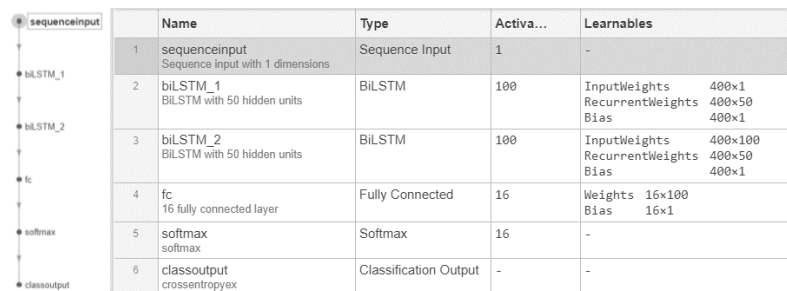 sequenceinput
biLSTM_1
biLSTM_2
fc
softmax
classoutput
Name Type Activa... Learnables
1 sequenceinput Sequence Input 1 -
Sequence input with 1 dimensions
2 biLSTM_1 BiLSTM 100 InputWeights 400×1
BiLSTM with 50 hidden units RecurrentWeights 400×50
Bias 400×1
3 biLSTM_2 BiLSTM 100 InputWeights 400×100
BiLSTM with 50 hidden units RecurrentWeights 400×50
Bias 400×1
4 fc Fully Connected 16 Weights 16×100
16 fully connected layer Bias 16×1
5 softmax Softmax 16 -
softmax
6 classoutput Classification Output - -
crossentropyex